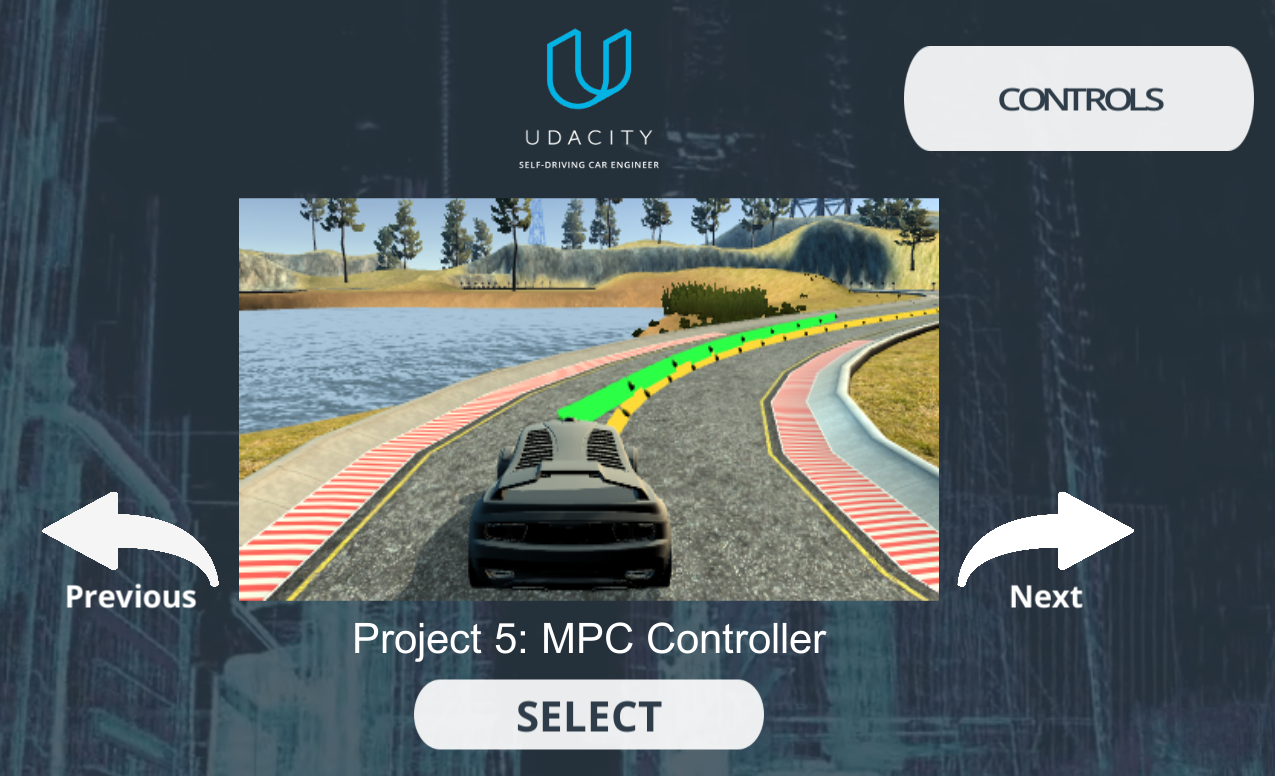 UDACITY
SELF-DRIVING CAR ENGINEER
CONTROLS
Previous
Next
Project 5: MPC Controller
SELECT